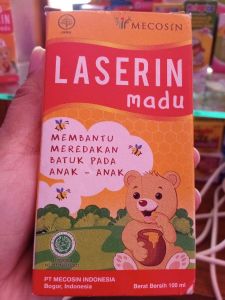 MECOSIN
LASERIN
madu
MEMBANTU
MEREDAKAN
BATUK PADA
ANAK - ANAK
PT MECOSIN INDONESIA
Bogor, Indonesia
Berat Bersih 100 ml